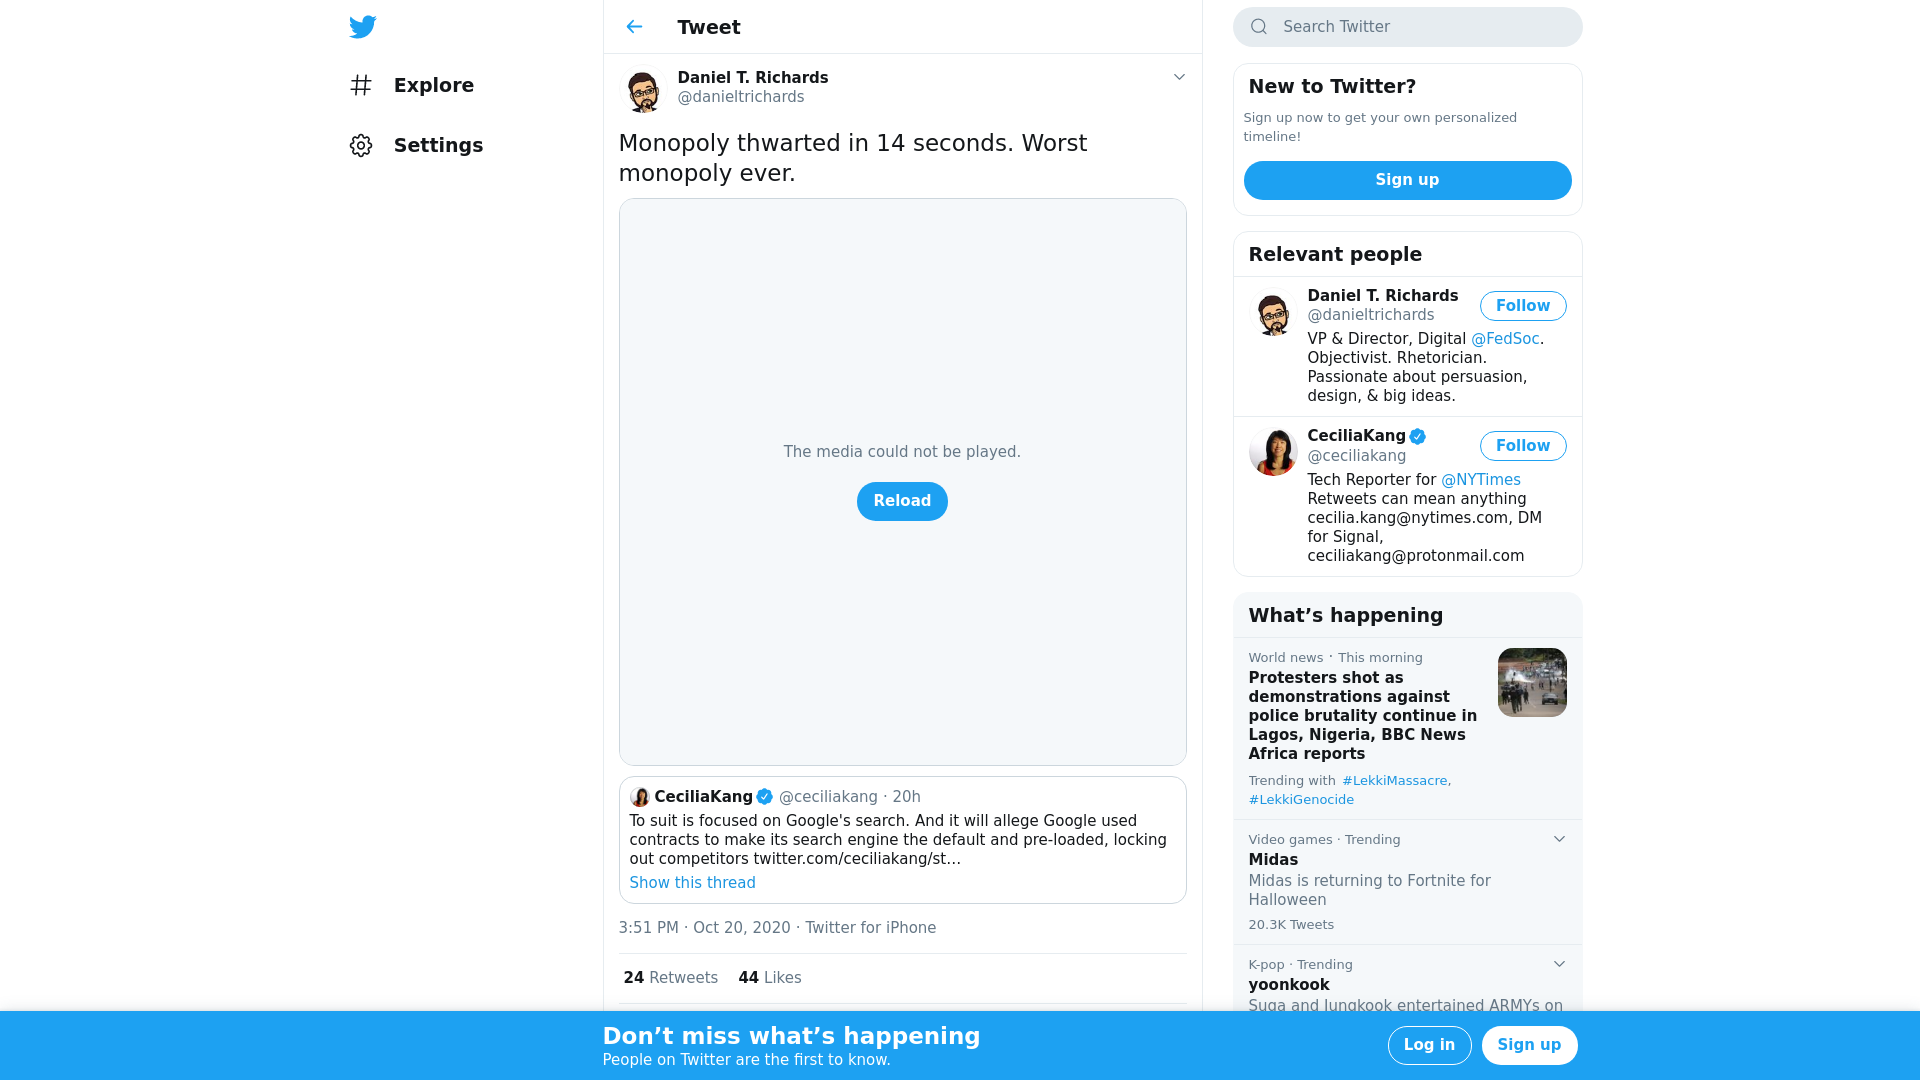 Explore
Settings
Tweet
Daniel T. Richards
@danieltrichards
Monopoly thwarted in 14 seconds. Worst
monopoly ever.
The media could not be played.
Reload
CeciliaKang @ceciliakang · 20h
To suit is focused on Google's search. And it will allege Google used
contracts to make its search engine the default and pre-loaded, locking
out competitors twitter.com/ceciliakang/st…
Show this thread
3:51 PM · Oct 20, 2020 · Twitter for iPhone
24 Retweets 44 Likes
Search Twitter
New to Twitter?
Sign up now to get your own personalized
timeline!
Sign up
Relevant people
Daniel T. Richards
@danieltrichards
Follow
VP & Director, Digital @FedSoc.
Objectivist. Rhetorician.
Passionate about persuasion,
design, & big ideas.
CeciliaKang
@ceciliakang
Follow
Tech Reporter for @NYTimes
Retweets can mean anything
cecilia.kang@nytimes.com, DM
for Signal,
ceciliakang@protonmail.com
What’s happening
World news · This morning
Protesters shot as
demonstrations against
police brutality continue in
Lagos, Nigeria, BBC News
Africa reports
Trending with #LekkiMassacre,
#LekkiGenocide
Video games · Trending
Midas
Midas is returning to Fortnite for
Halloween
20.3K Tweets
K-pop · Trending
yoonkook
Suga and Jungkook entertained ARMYs on
Don’t miss what’s happening
People on Twitter are the first to know.
Log in
Sign up